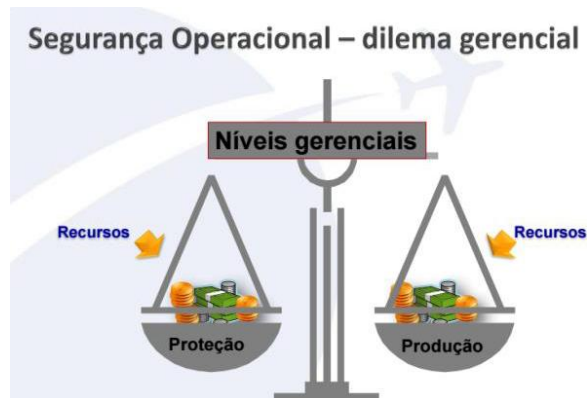 Segurança Operacional – dilema gerencial
Níveis gerenciais
Recursos
Recursos
Proteção
Produção